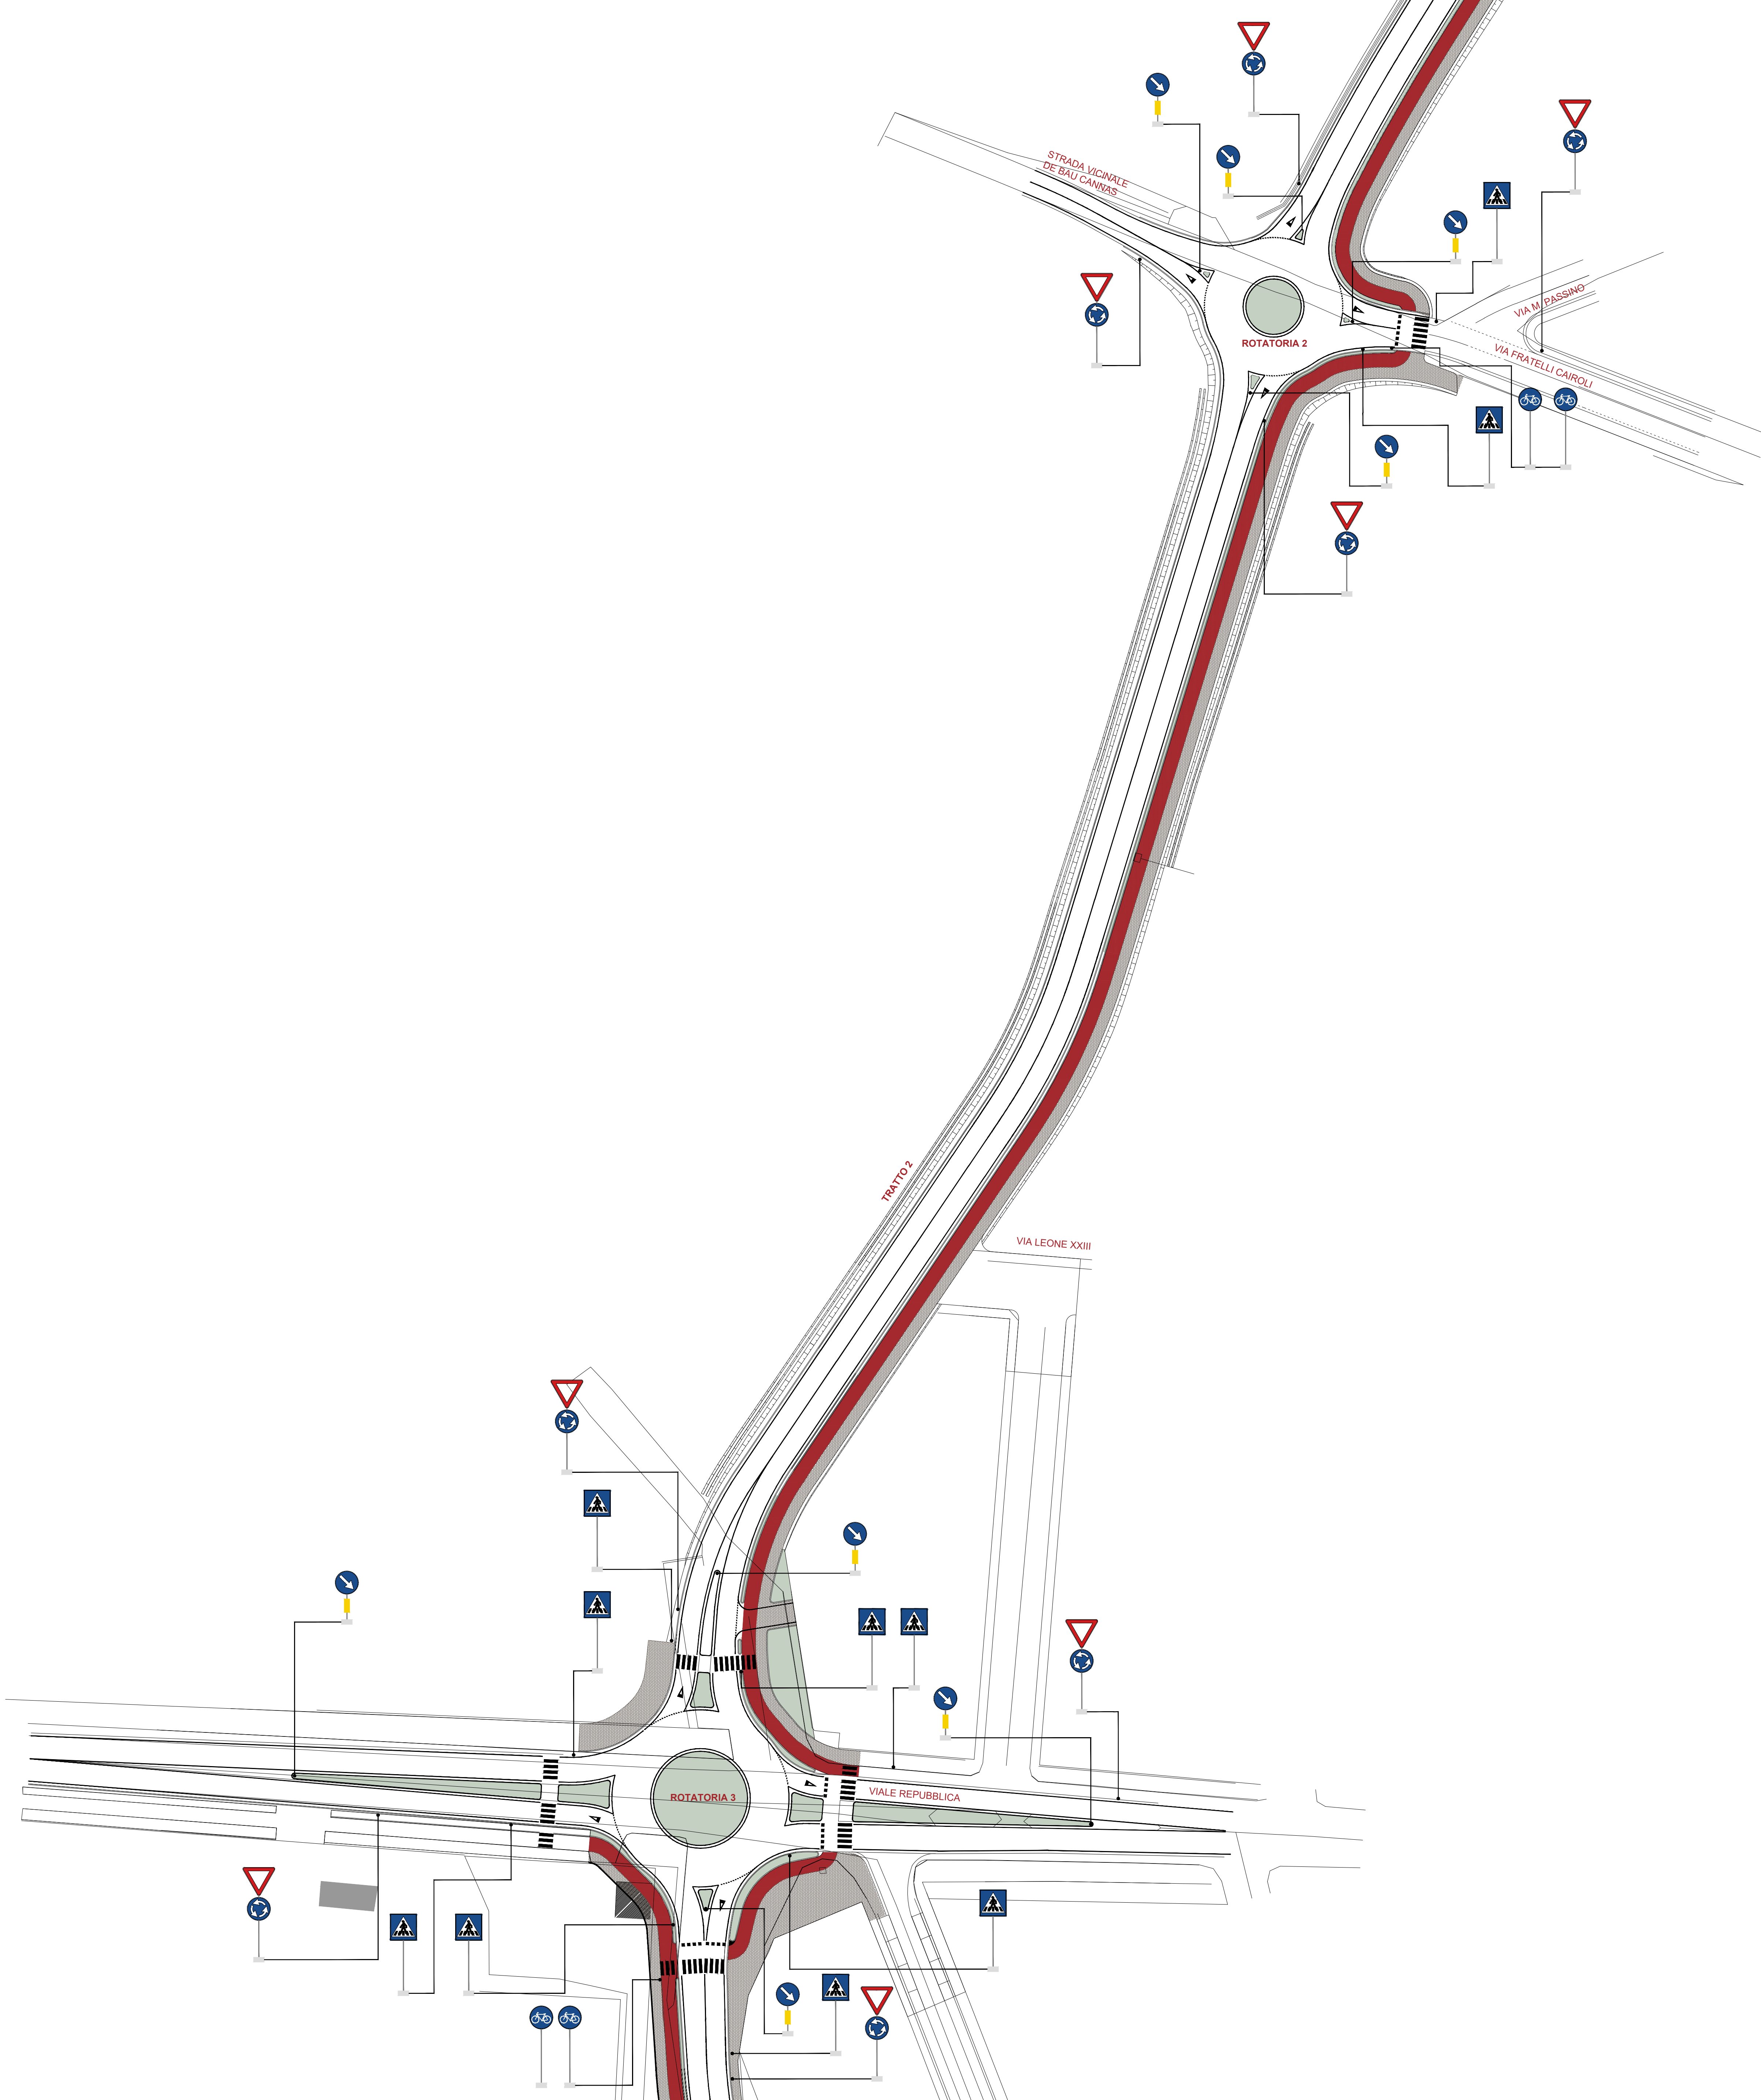 STRADA VICINALE
DE BAU CANNAS
VIA M. PASSINO
ROTATORIA 2
VIA FRATELLI CAIROLI
TRATTO 2
VIA LEONE XXIII
VIALE REPUBBLICA
ROTATORIA 3